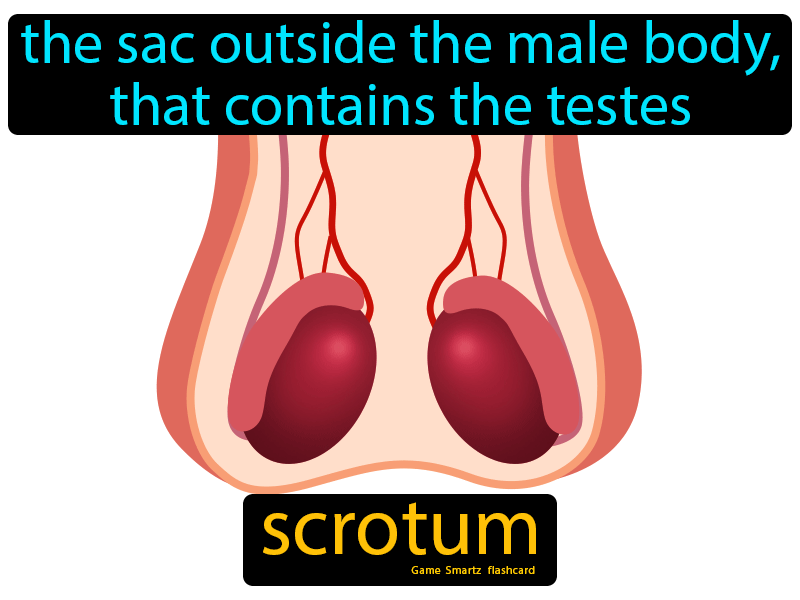 the sac outside the male body,
that contains the testes
scrotum
Game Smartz flashcard